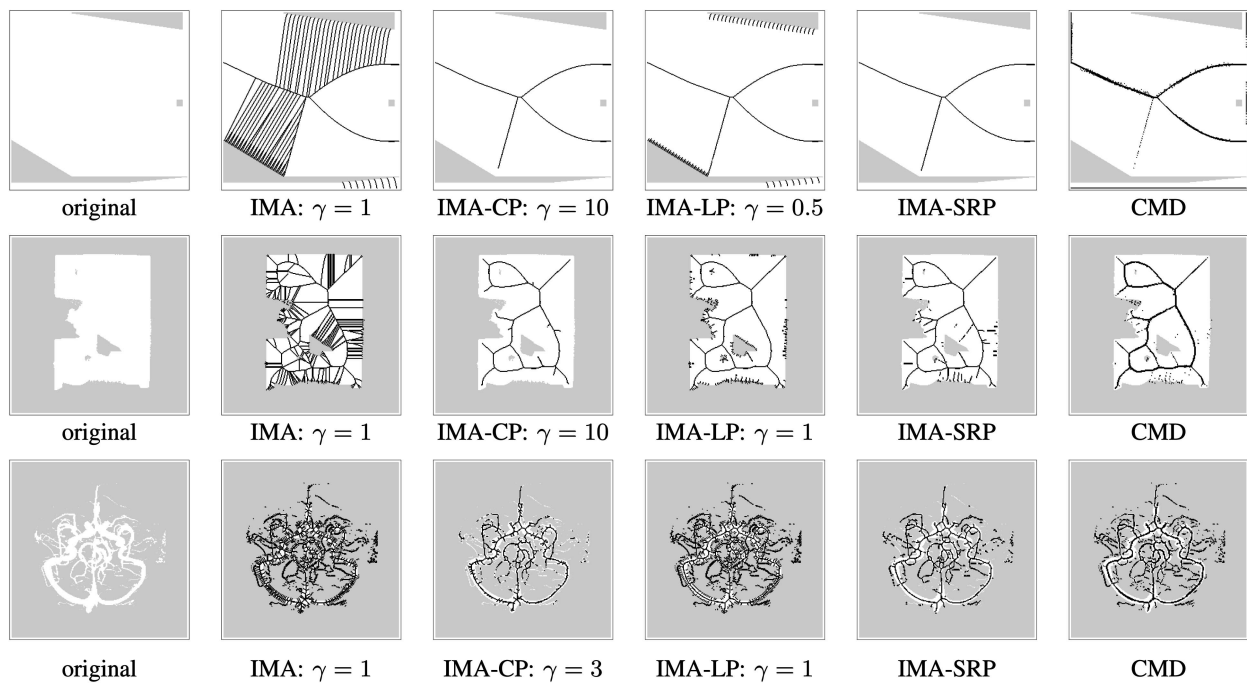 original IMA: γ = 1 IMA-CP: γ = 10 IMA-LP: γ = 0.5 IMA-SRP CMD
original IMA: γ = 1 IMA-CP: γ = 10 IMA-LP: γ = 1 IMA-SRP CMD
original IMA: γ = 1 IMA-CP: γ = 3 IMA-LP: γ = 1 IMA-SRP CMD